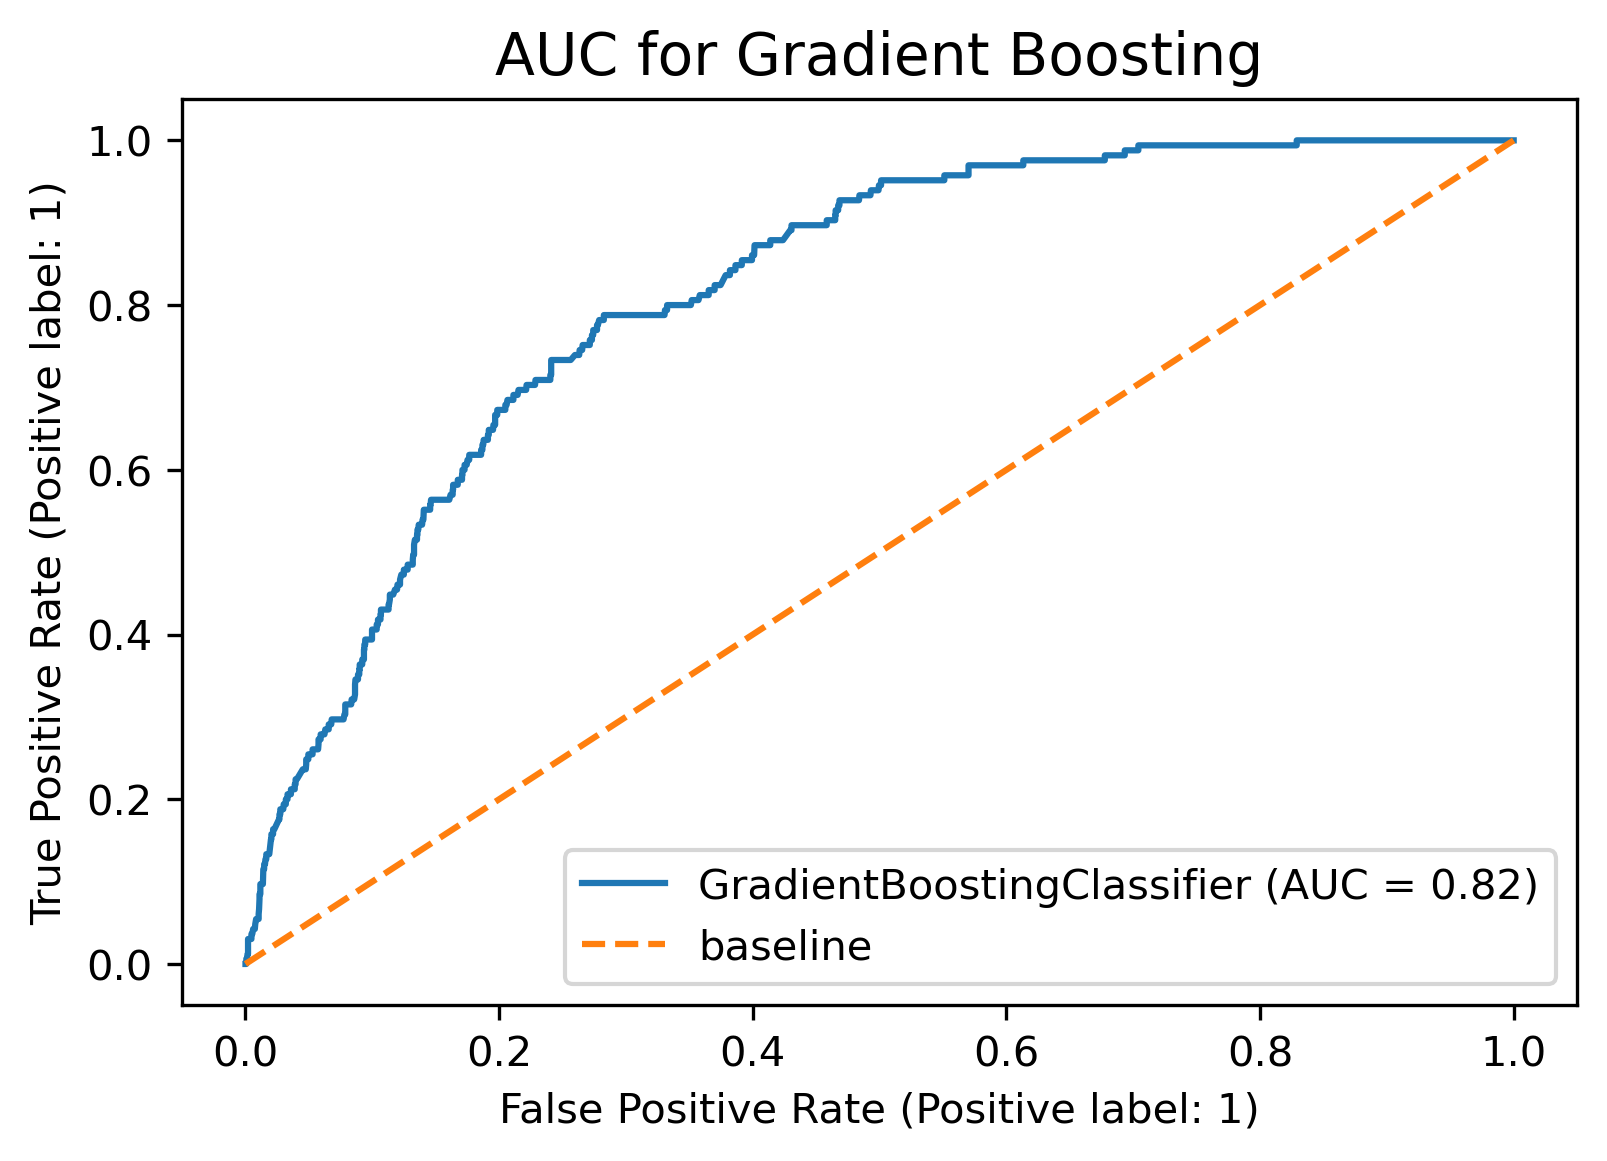 AUC for Gradient Boosting
True Positive Rate (Positive label: 1)
1.0
0.8
0.6
0.4
0.2
0.0
GradientBoostingClassifier (AUC = 0.82)
baseline
0.0 0.2 0.4 0.6 0.8 1.0
False Positive Rate (Positive label: 1)